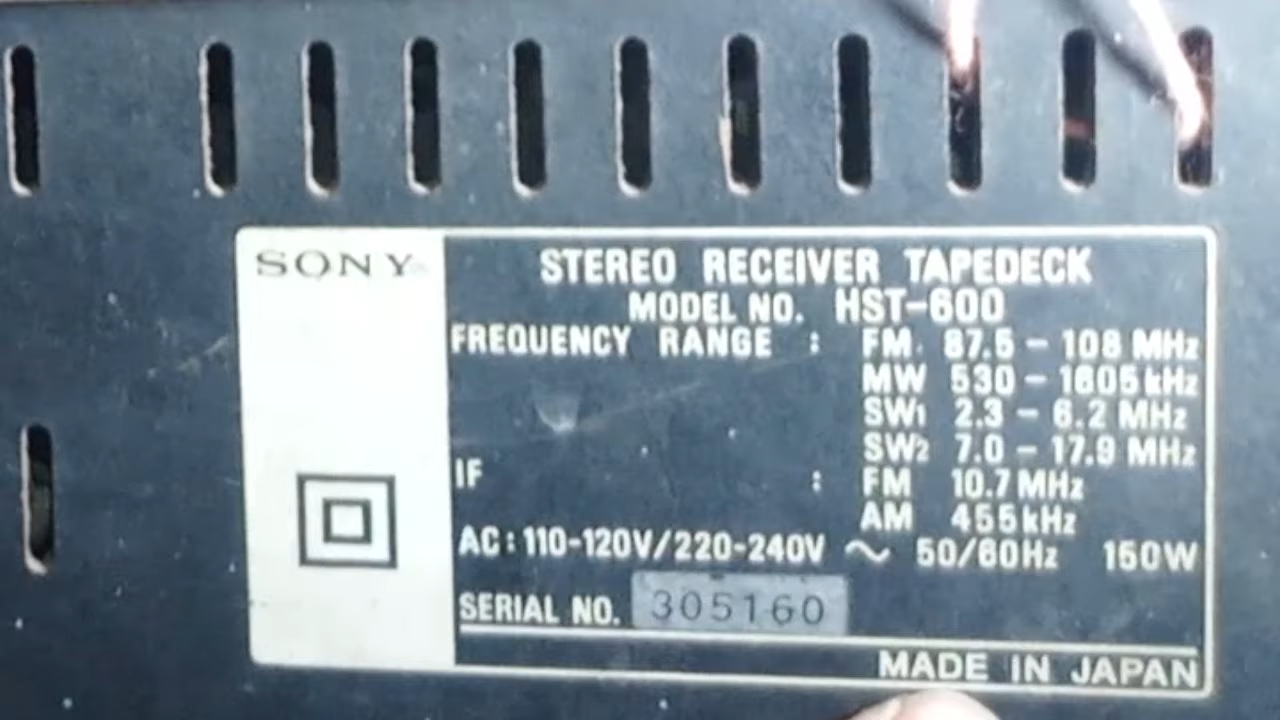 SONY
STEREO RECEIVER TAPEDECK
MODEL NO. HST-600
FREQUENCY RANGE : FM 87.5 - 108 MHz
MW 530 - 1605 kHz
SW1 2.3 - 6.2 MHz
SW2 7.0 - 17.9 MHz
IF : FM 10.7 MHz
AM 455 kHz
AC : 110-120V/220-240V ~ 50/60Hz 150W
SERIAL NO. 305160
MADE IN JAPAN